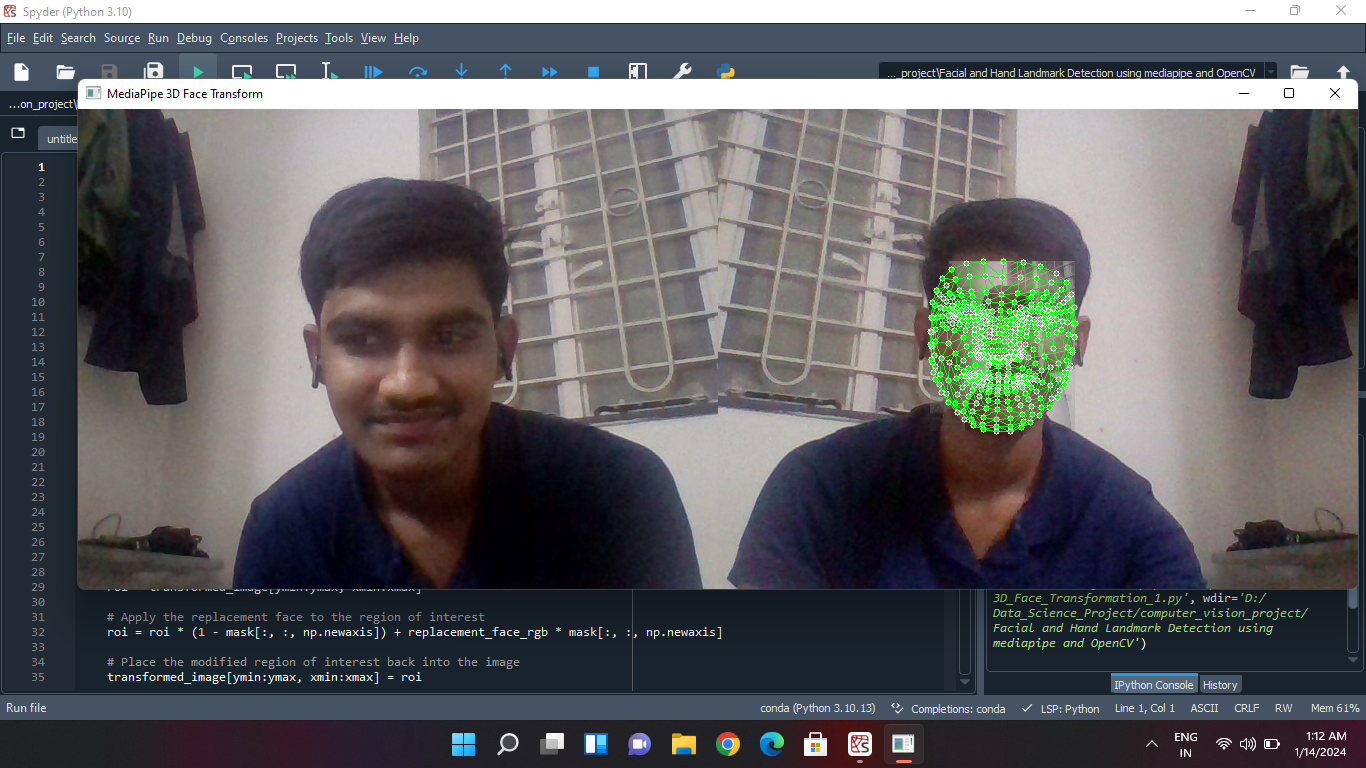 Spyder (Python 3.10)
File Edit Search Source Run Debug Consoles Projects Tools View Help
..._project\Facial and Hand Landmark Detection using mediapipe and OpenCV
...on_project\
MediaPipe 3D Face Transform
untitle
1
2
3
4
5
6
7
8
9
10
11
12
13
14
15
16
17
18
19
20
21
22
23
24
25
26
27
28
29 roi = transformed_image[ymin:ymax, xmin:xmax]
30
31 # Apply the replacement face to the region of interest
32 roi = roi * (1 - mask[:, :, np.newaxis]) + replacement_face_rgb * mask[:, :, np.newaxis]
33
34 # Place the modified region of interest back into the image
35 transformed_image[ymin:ymax, xmin:xmax] = roi
3D_Face_Transformation_1.py', wdir='D:/
Data_Science_Project/computer_vision_project/
Facial and Hand Landmark Detection using
mediapipe and OpenCV')
IPython Console History
Run file conda (Python 3.10.13) Completions: conda LSP: Python Line 1, Col 1 ASCII CRLF RW Mem 61%
ENG
IN
1:12 AM
1/14/2024